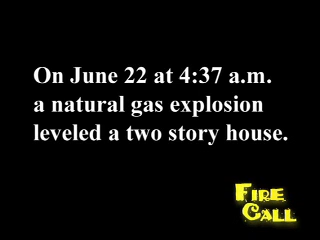 On June 22 at 4:37 a.m.
a natural gas explosion
leveled a two story house.
FIRE
CALL